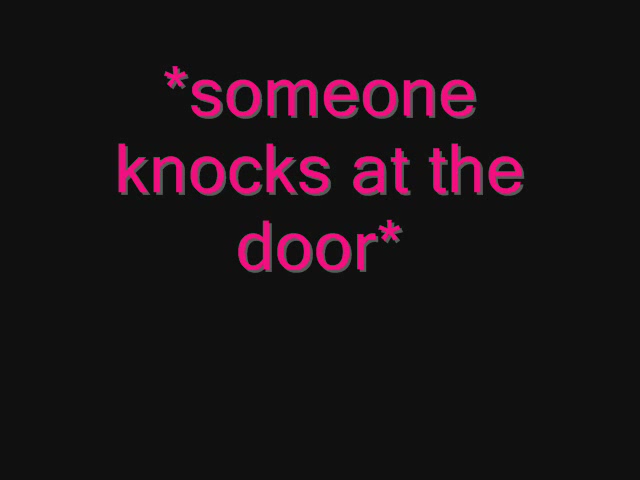 *someone
knocks at the
door*